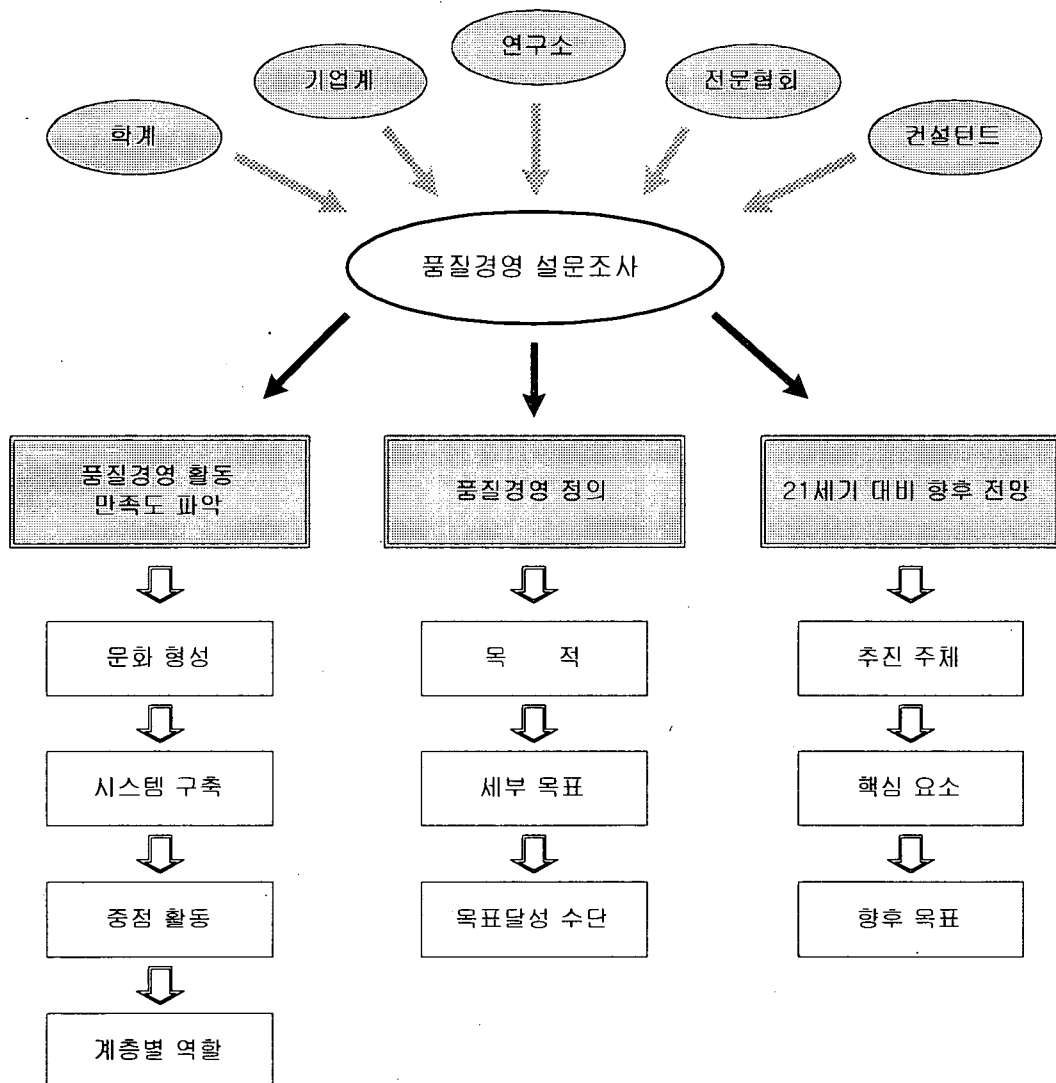 연구소
기업계
전문협회
학계
컨설턴트
품질경영 설문조사
품질경영 활동
만족도 파악
품질경영 정의
21세기 대비 향후 전망
문화 형성
목 적
추진 주체
시스템 구축
세부 목표
핵심 요소
중점 활동
목표달성 수단
향후 목표
계층별 역할